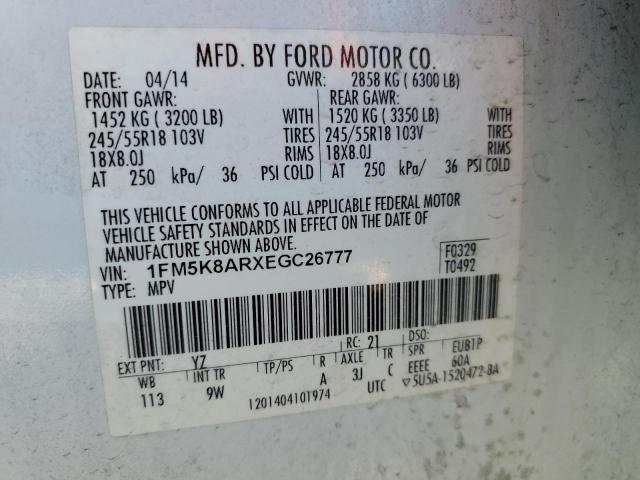 MFD. BY FORD MOTOR CO.
DATE: 04/14 GVWR: 2858 KG ( 6300 LB)
FRONT GAWR: REAR GAWR:
1452 KG ( 3200 LB) WITH 1520 KG ( 3350 LB) WITH
245/55R18 103V TIRES 245/55R18 103V TIRES
18X8.0J RIMS 18X8.0J RIMS
AT 250 kPa/ 36 PSI COLD AT 250 kPa/ 36 PSI COLD
THIS VEHICLE CONFORMS TO ALL APPLICABLE FEDERAL MOTOR
VEHICLE SAFETY STANDARDS IN EFFECT ON THE DATE OF
MANUFACTURE SHOWN ABOVE.
VIN: 1FM5K8ARXEGC26777 F0329
TYPE: MPV T0492
EXT PNT: YZ RC: 21 DSO:
WB INT TR TP/PS R AXLE TR SPR EUB1P
113 9W A 3J C EEEE 60A
1201404101974 UTC ▽5U5A-1520472-BA